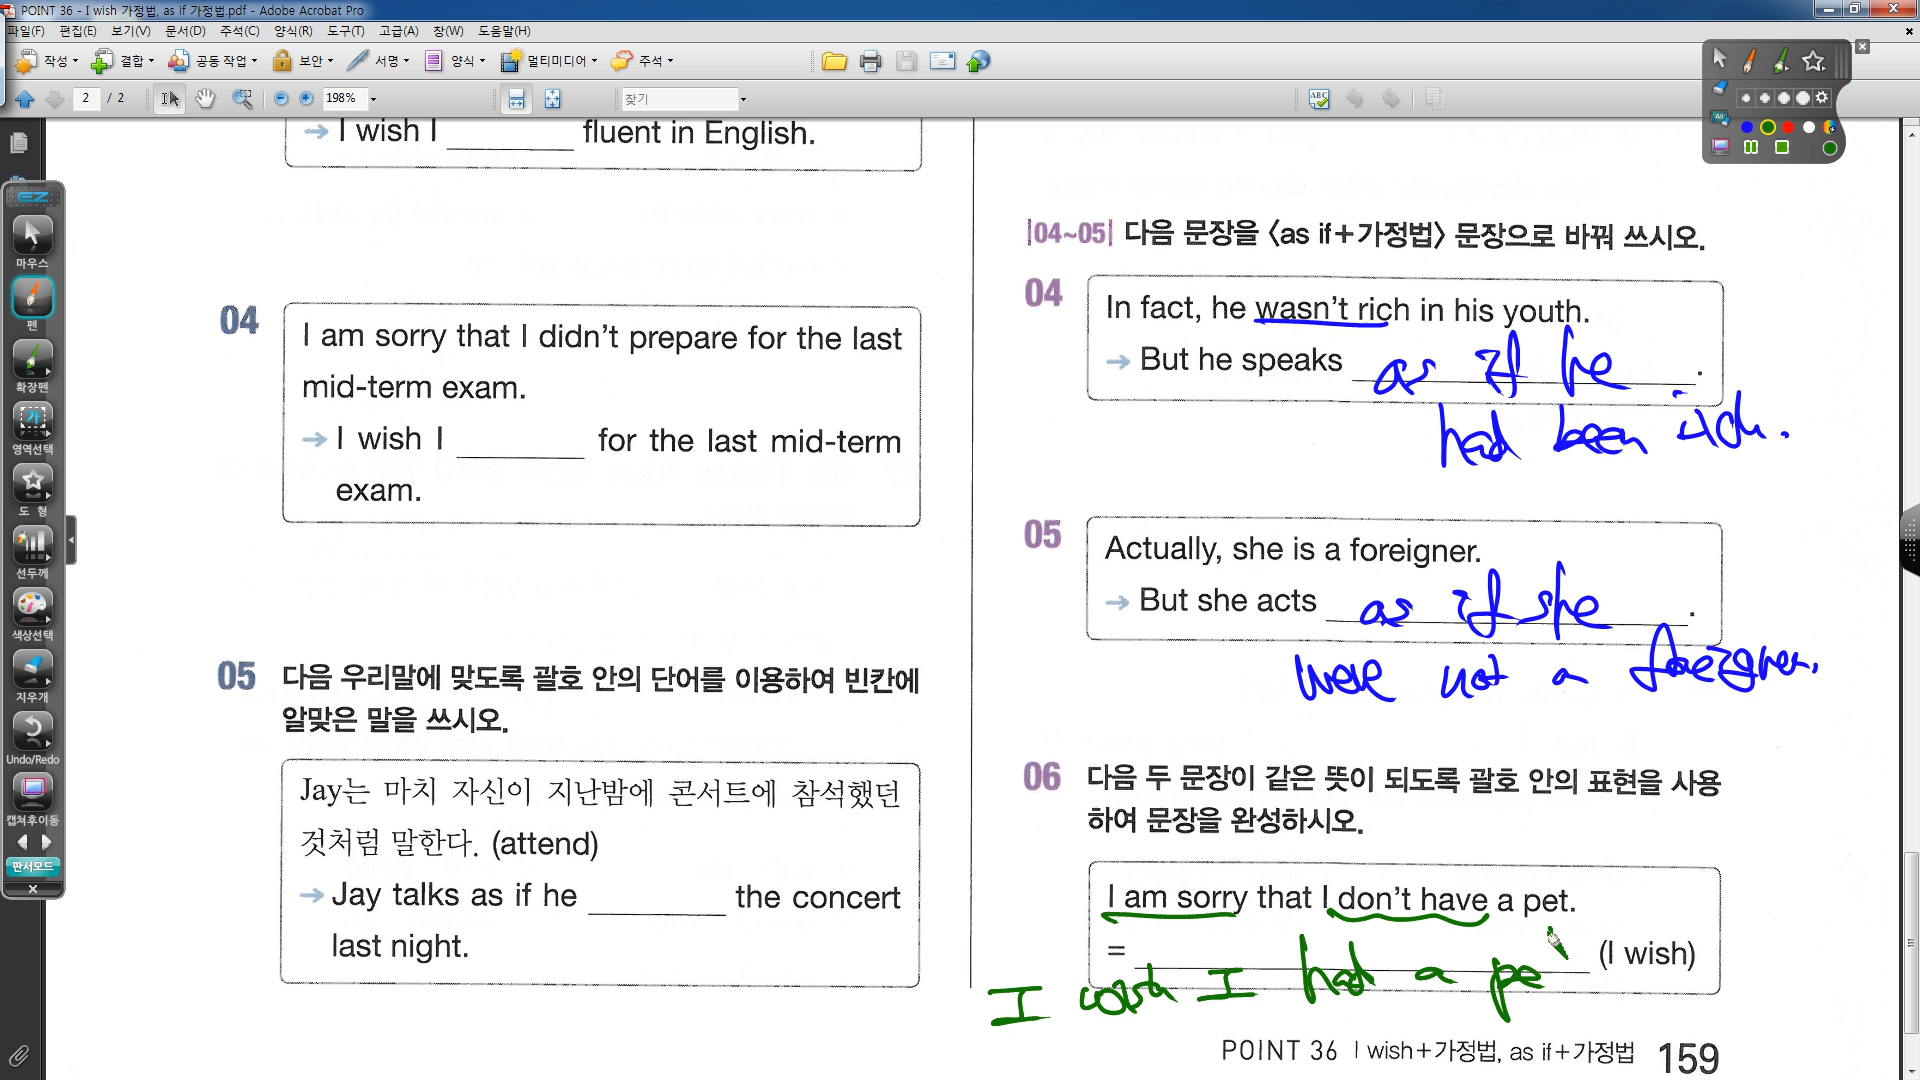 POINT 36 - I wish 가정법, as if 가정법.pdf - Adobe Acrobat Pro
파일(F) 편집(E) 보기(V) 문서(D) 주석(C) 양식(R) 도구(T) 고급(A) 창(W) 도움말(H)
작성 결합 공동 작업 보안 서명 양식 멀티미디어 주석
2 / 2 198% 찾기
EZ
마우스
펜
확장펜
영역선택
도 형
선두께
색상선택
지우개
Undo/Redo
캡쳐후이동
판서모드
→ I wish I ________ fluent in English.
04
I am sorry that I didn't prepare for the last
mid-term exam.
→ I wish I ________ for the last mid-term
exam.
05 다음 우리말에 맞도록 괄호 안의 단어를 이용하여 빈칸에
알맞은 말을 쓰시오.
Jay는 마치 자신이 지난밤에 콘서트에 참석했던
것처럼 말한다. (attend)
→ Jay talks as if he ________ the concert
last night.
|04~05| 다음 문장을 〈as if+가정법〉 문장으로 바꿔 쓰시오.
04
In fact, he wasn't rich in his youth.
→ But he speaks as if he .
had been rich.
05
Actually, she is a foreigner.
→ But she acts as if she .
were not a foreigner.
06 다음 두 문장이 같은 뜻이 되도록 괄호 안의 표현을 사용
하여 문장을 완성하시오.
I am sorry that I don't have a pet.
= ________ (I wish)
I wish I had a pe
POINT 36 I wish+가정법, as if+가정법 159